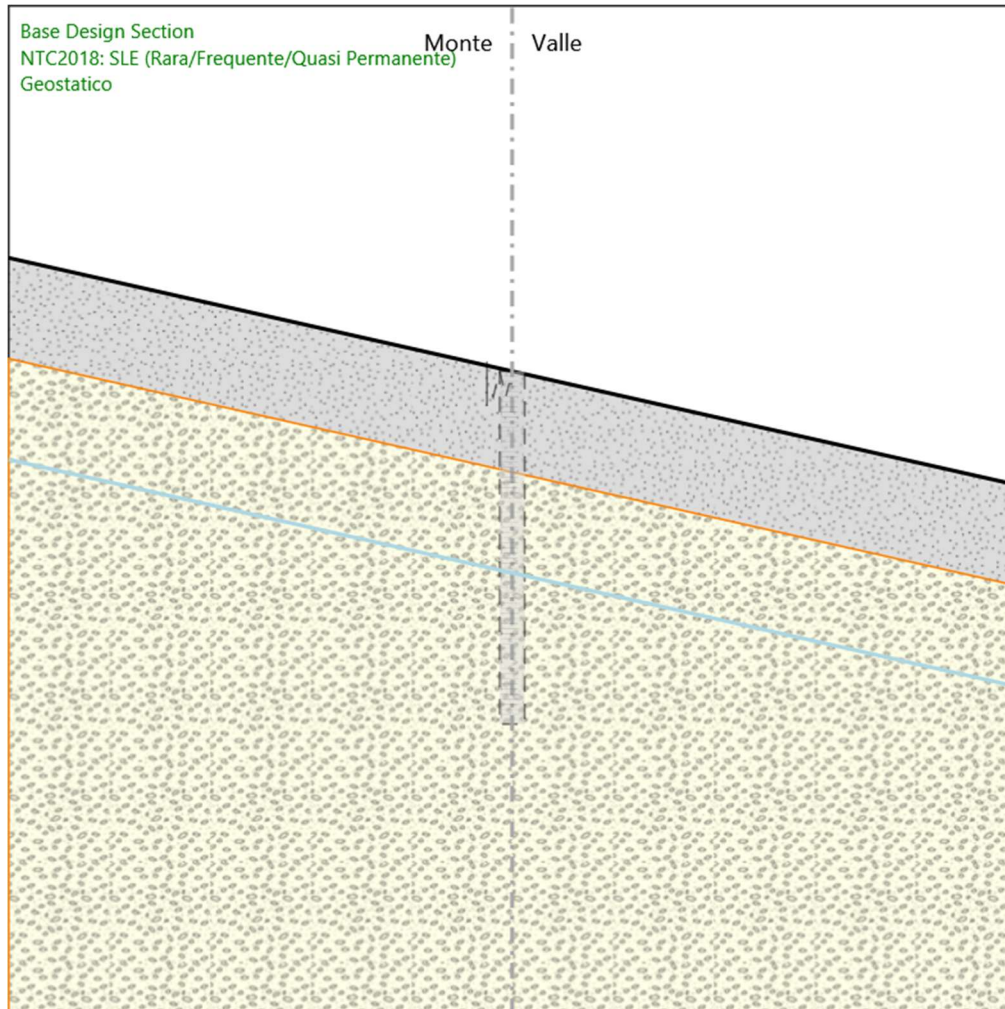 Base Design Section
Monte
Valle
NTC2018: SLE (Rara/Frequente/Quasi Permanente)
Geostatico